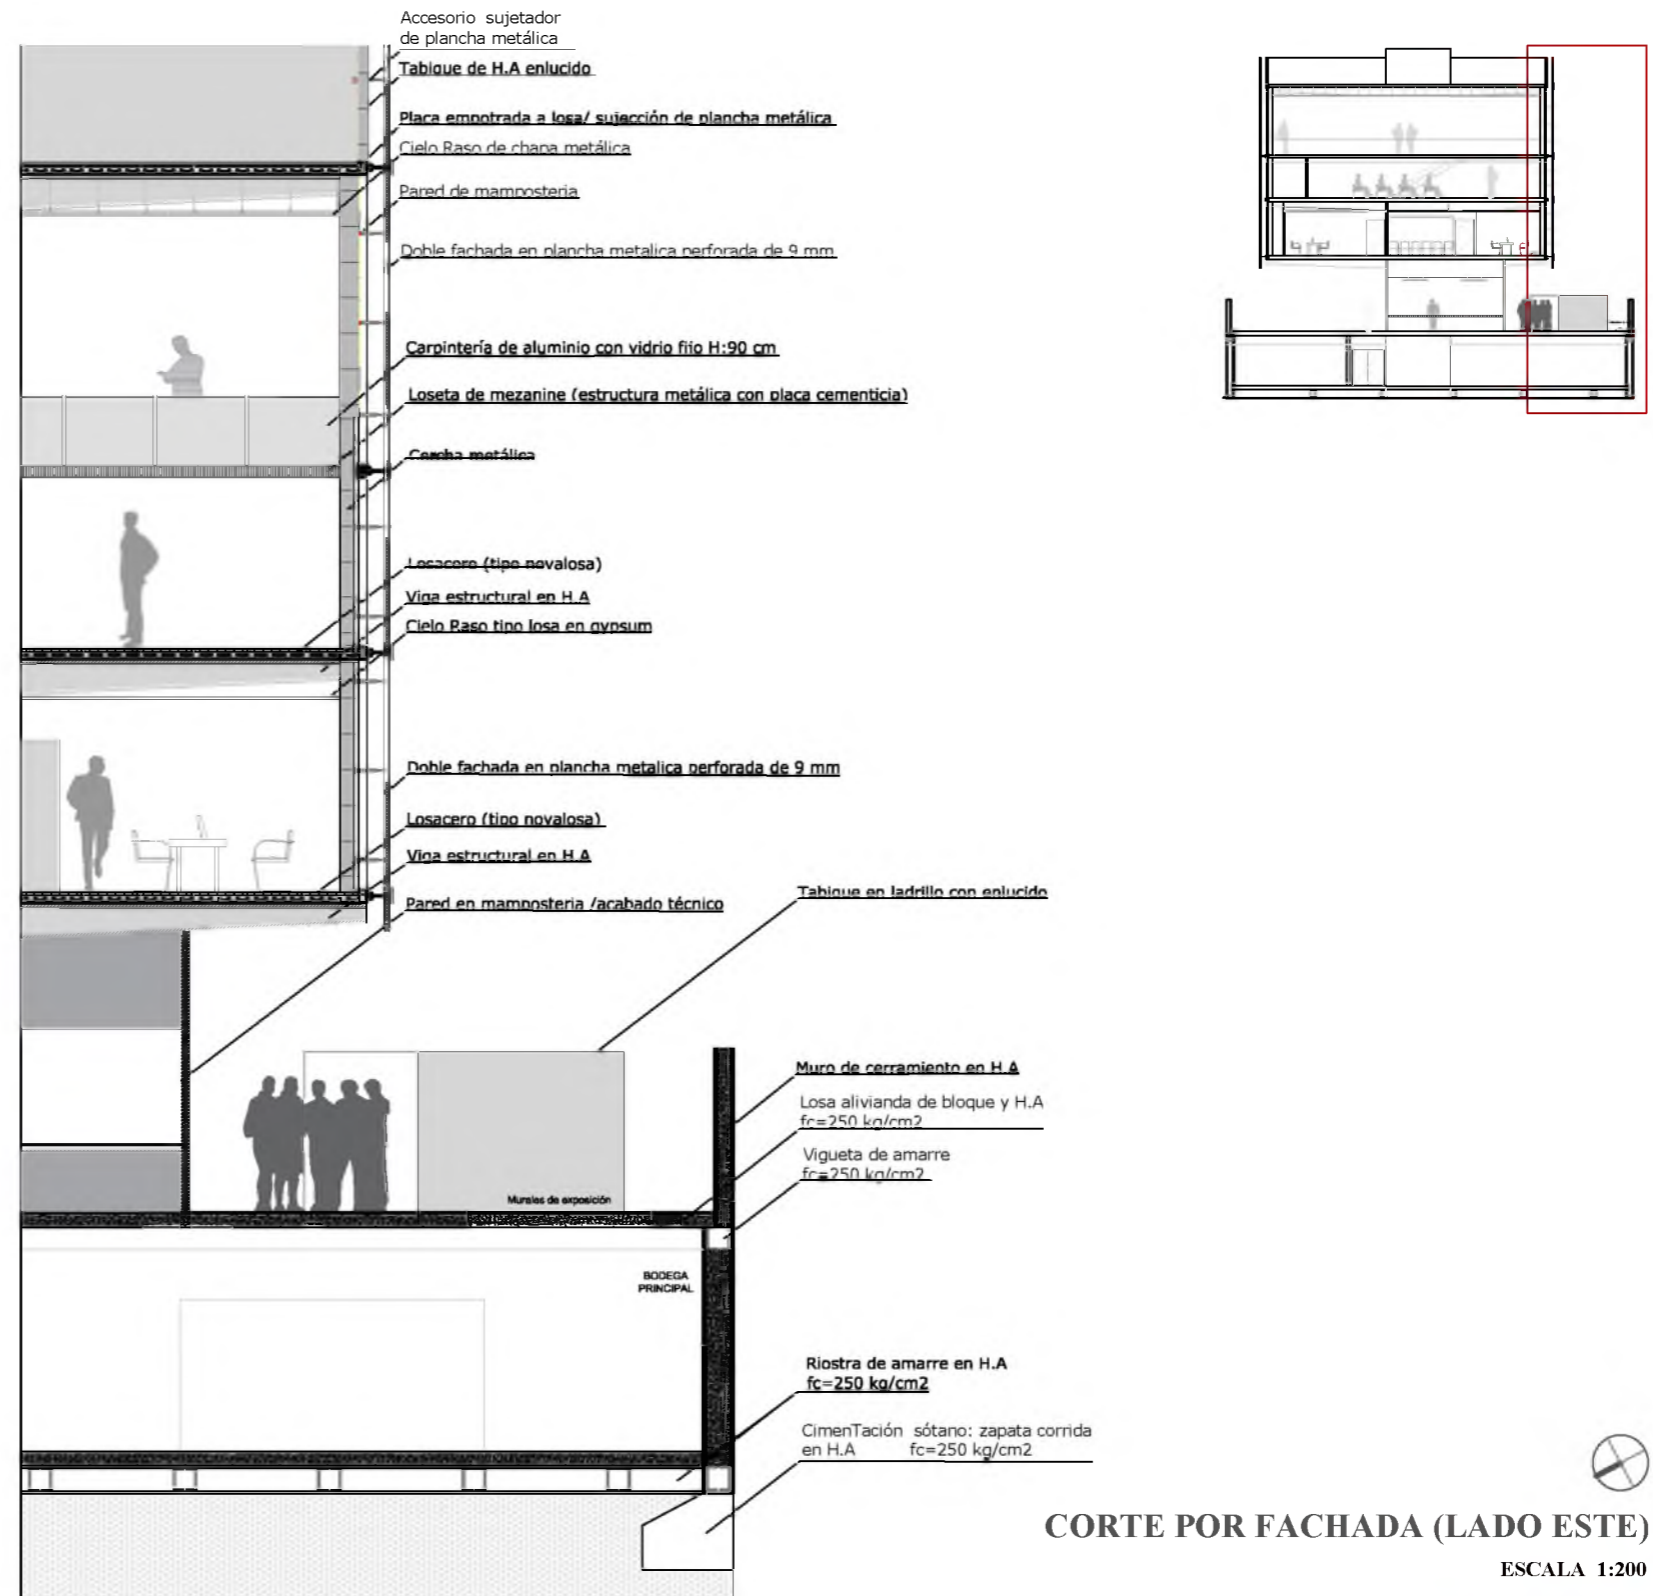 Accesorio sujetador
de plancha metálica
Tabique de H.A enlucido
Placa empotrada a losa/ sujección de plancha metálica
Cielo Raso de chapa metálica
Pared de mamposteria
Doble fachada en plancha metalica perforada de 9 mm
Carpintería de aluminio con vidrio fijo H:90 cm
Loseta de mezanine (estructura metálica con placa cementicia)
Cercha metálica
Losacero (tipo novalosa)
Viga estructural en H.A
Cielo Raso tipo losa en gypsum
Doble fachada en plancha metalica perforada de 9 mm
Losacero (tipo novalosa)
Viga estructural en H.A
Pared en mamposteria /acabado técnico
Tabique en ladrillo con enlucido
Muro de cerramiento en H.A
Losa alivianda de bloque y H.A
fc=250 kg/cm2
Vigueta de amarre
fc=250 kg/cm2
Murales de exposición
BODEGA
PRINCIPAL
Riostra de amarre en H.A
fc=250 kg/cm2
CimenTación sótano: zapata corrida
en H.A fc=250 kg/cm2
CORTE POR FACHADA (LADO ESTE)
ESCALA 1:200